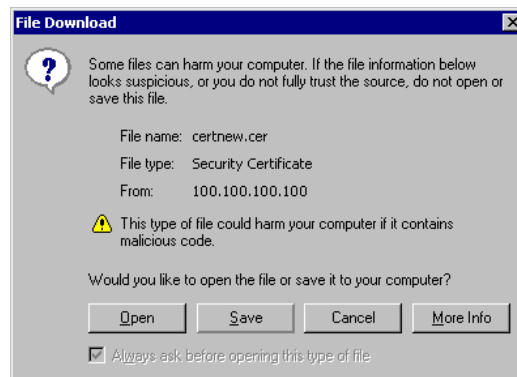 File Download
Some files can harm your computer. If the file information below
looks suspicious, or you do not fully trust the source, do not open or
save this file.
File name: certnew.cer
File type: Security Certificate
From: 100.100.100.100
This type of file could harm your computer if it contains
malicious code.
Would you like to open the file or save it to your computer?
Open Save Cancel More Info
Always ask before opening this type of file